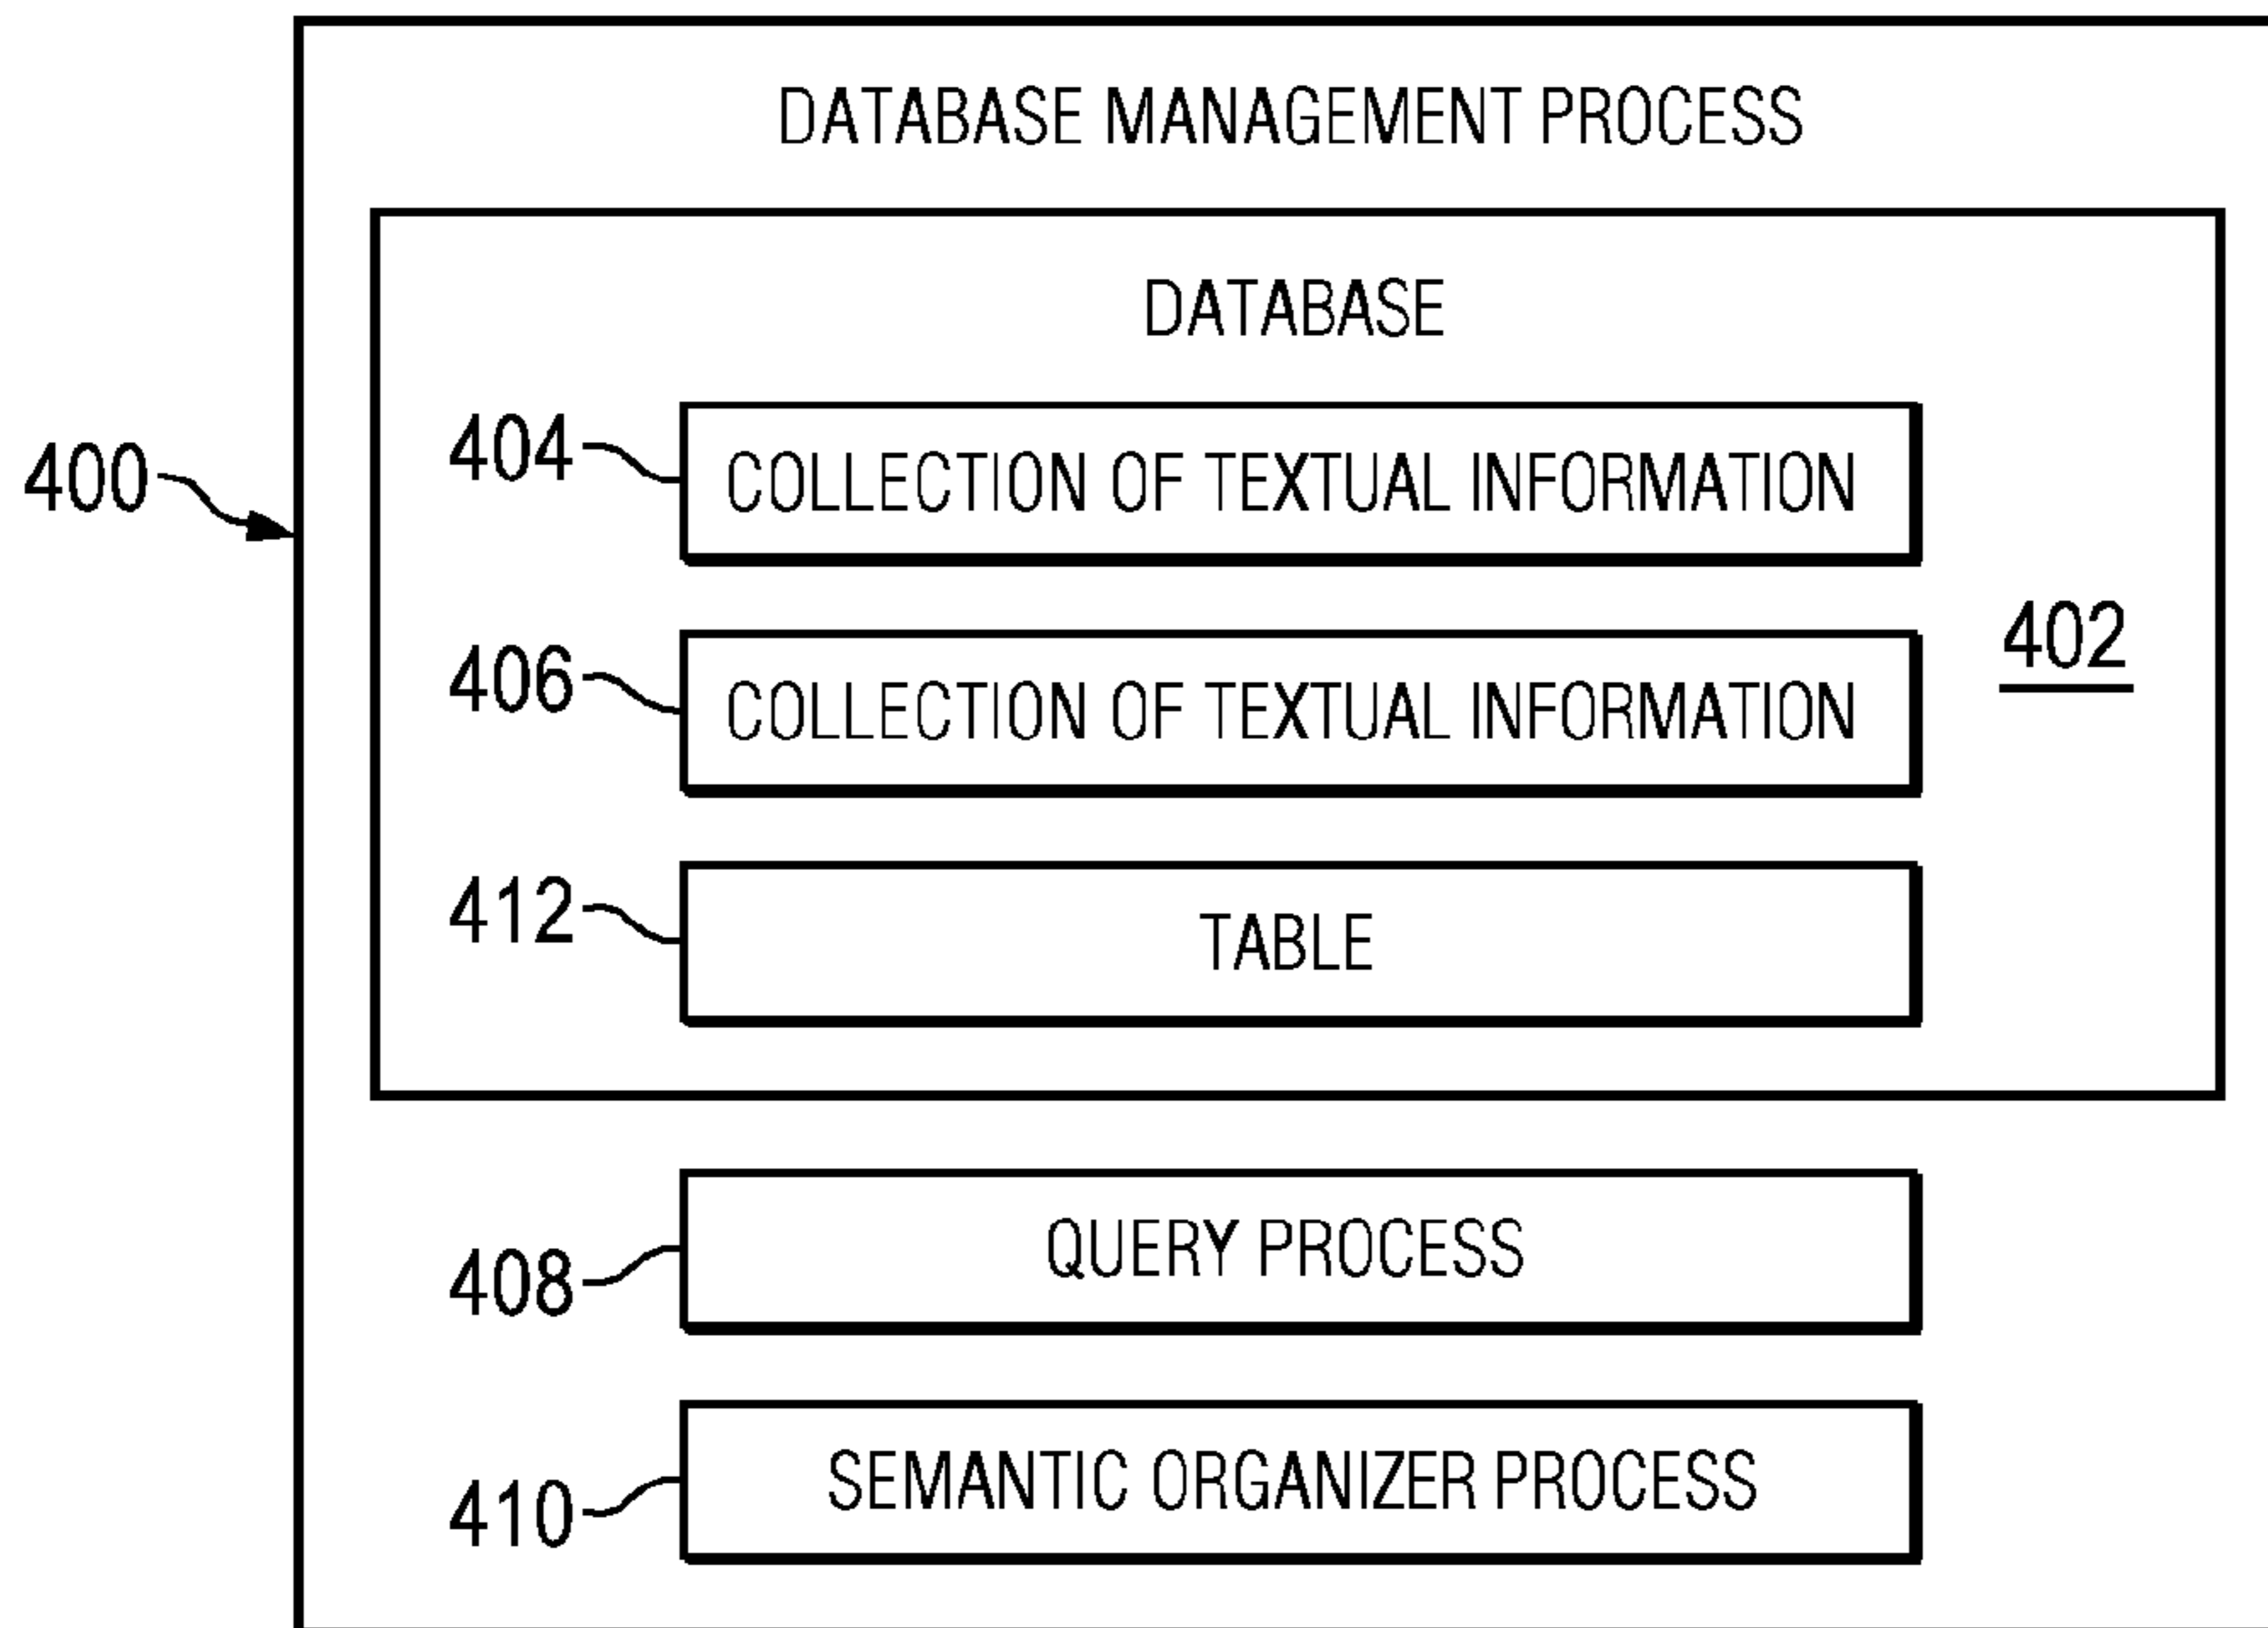 DATABASE MANAGEMENT PROCESS
DATABASE
404
COLLECTION OF TEXTUAL INFORMATION
400
406
COLLECTION OF TEXTUAL INFORMATION
402
412
TABLE
408
QUERY PROCESS
410
SEMANTIC ORGANIZER PROCESS